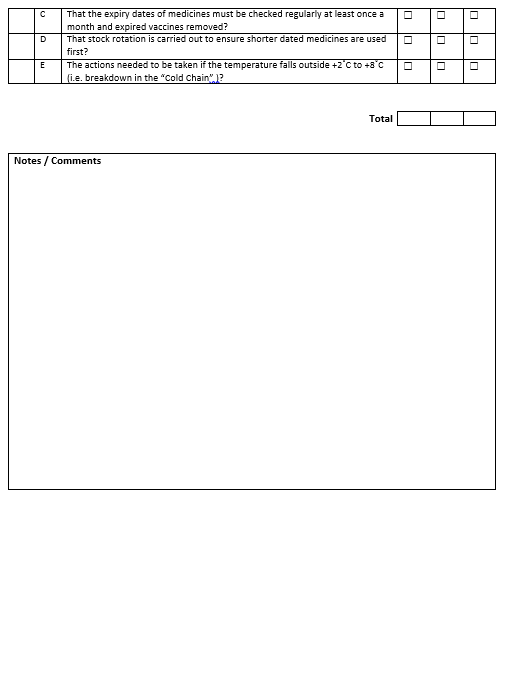 C That the expiry dates of medicines must be checked regularly at least once a ☐ ☐ ☐
month and expired vaccines removed?
D That stock rotation is carried out to ensure shorter dated medicines are used ☐ ☐ ☐
first?
E The actions needed to be taken if the temperature falls outside +2˚C to +8˚C ☐ ☐ ☐
(i.e. breakdown in the “Cold Chain” )?
Total
Notes / Comments